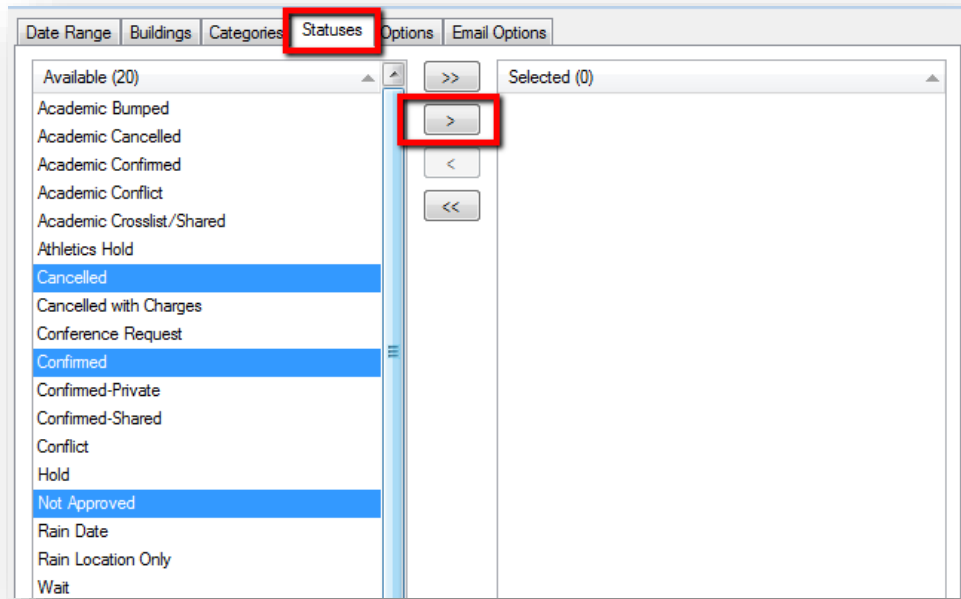 Date Range Buildings Categories Statuses Options Email Options
Available (20) >> Selected (0)
Academic Bumped
>
Academic Cancelled
Academic Confirmed <
Academic Conflict
<<
Academic Crosslist/Shared
Athletics Hold
Cancelled
Cancelled with Charges
Conference Request
Confirmed
Confirmed-Private
Confirmed-Shared
Conflict
Hold
Not Approved
Rain Date
Rain Location Only
Wait